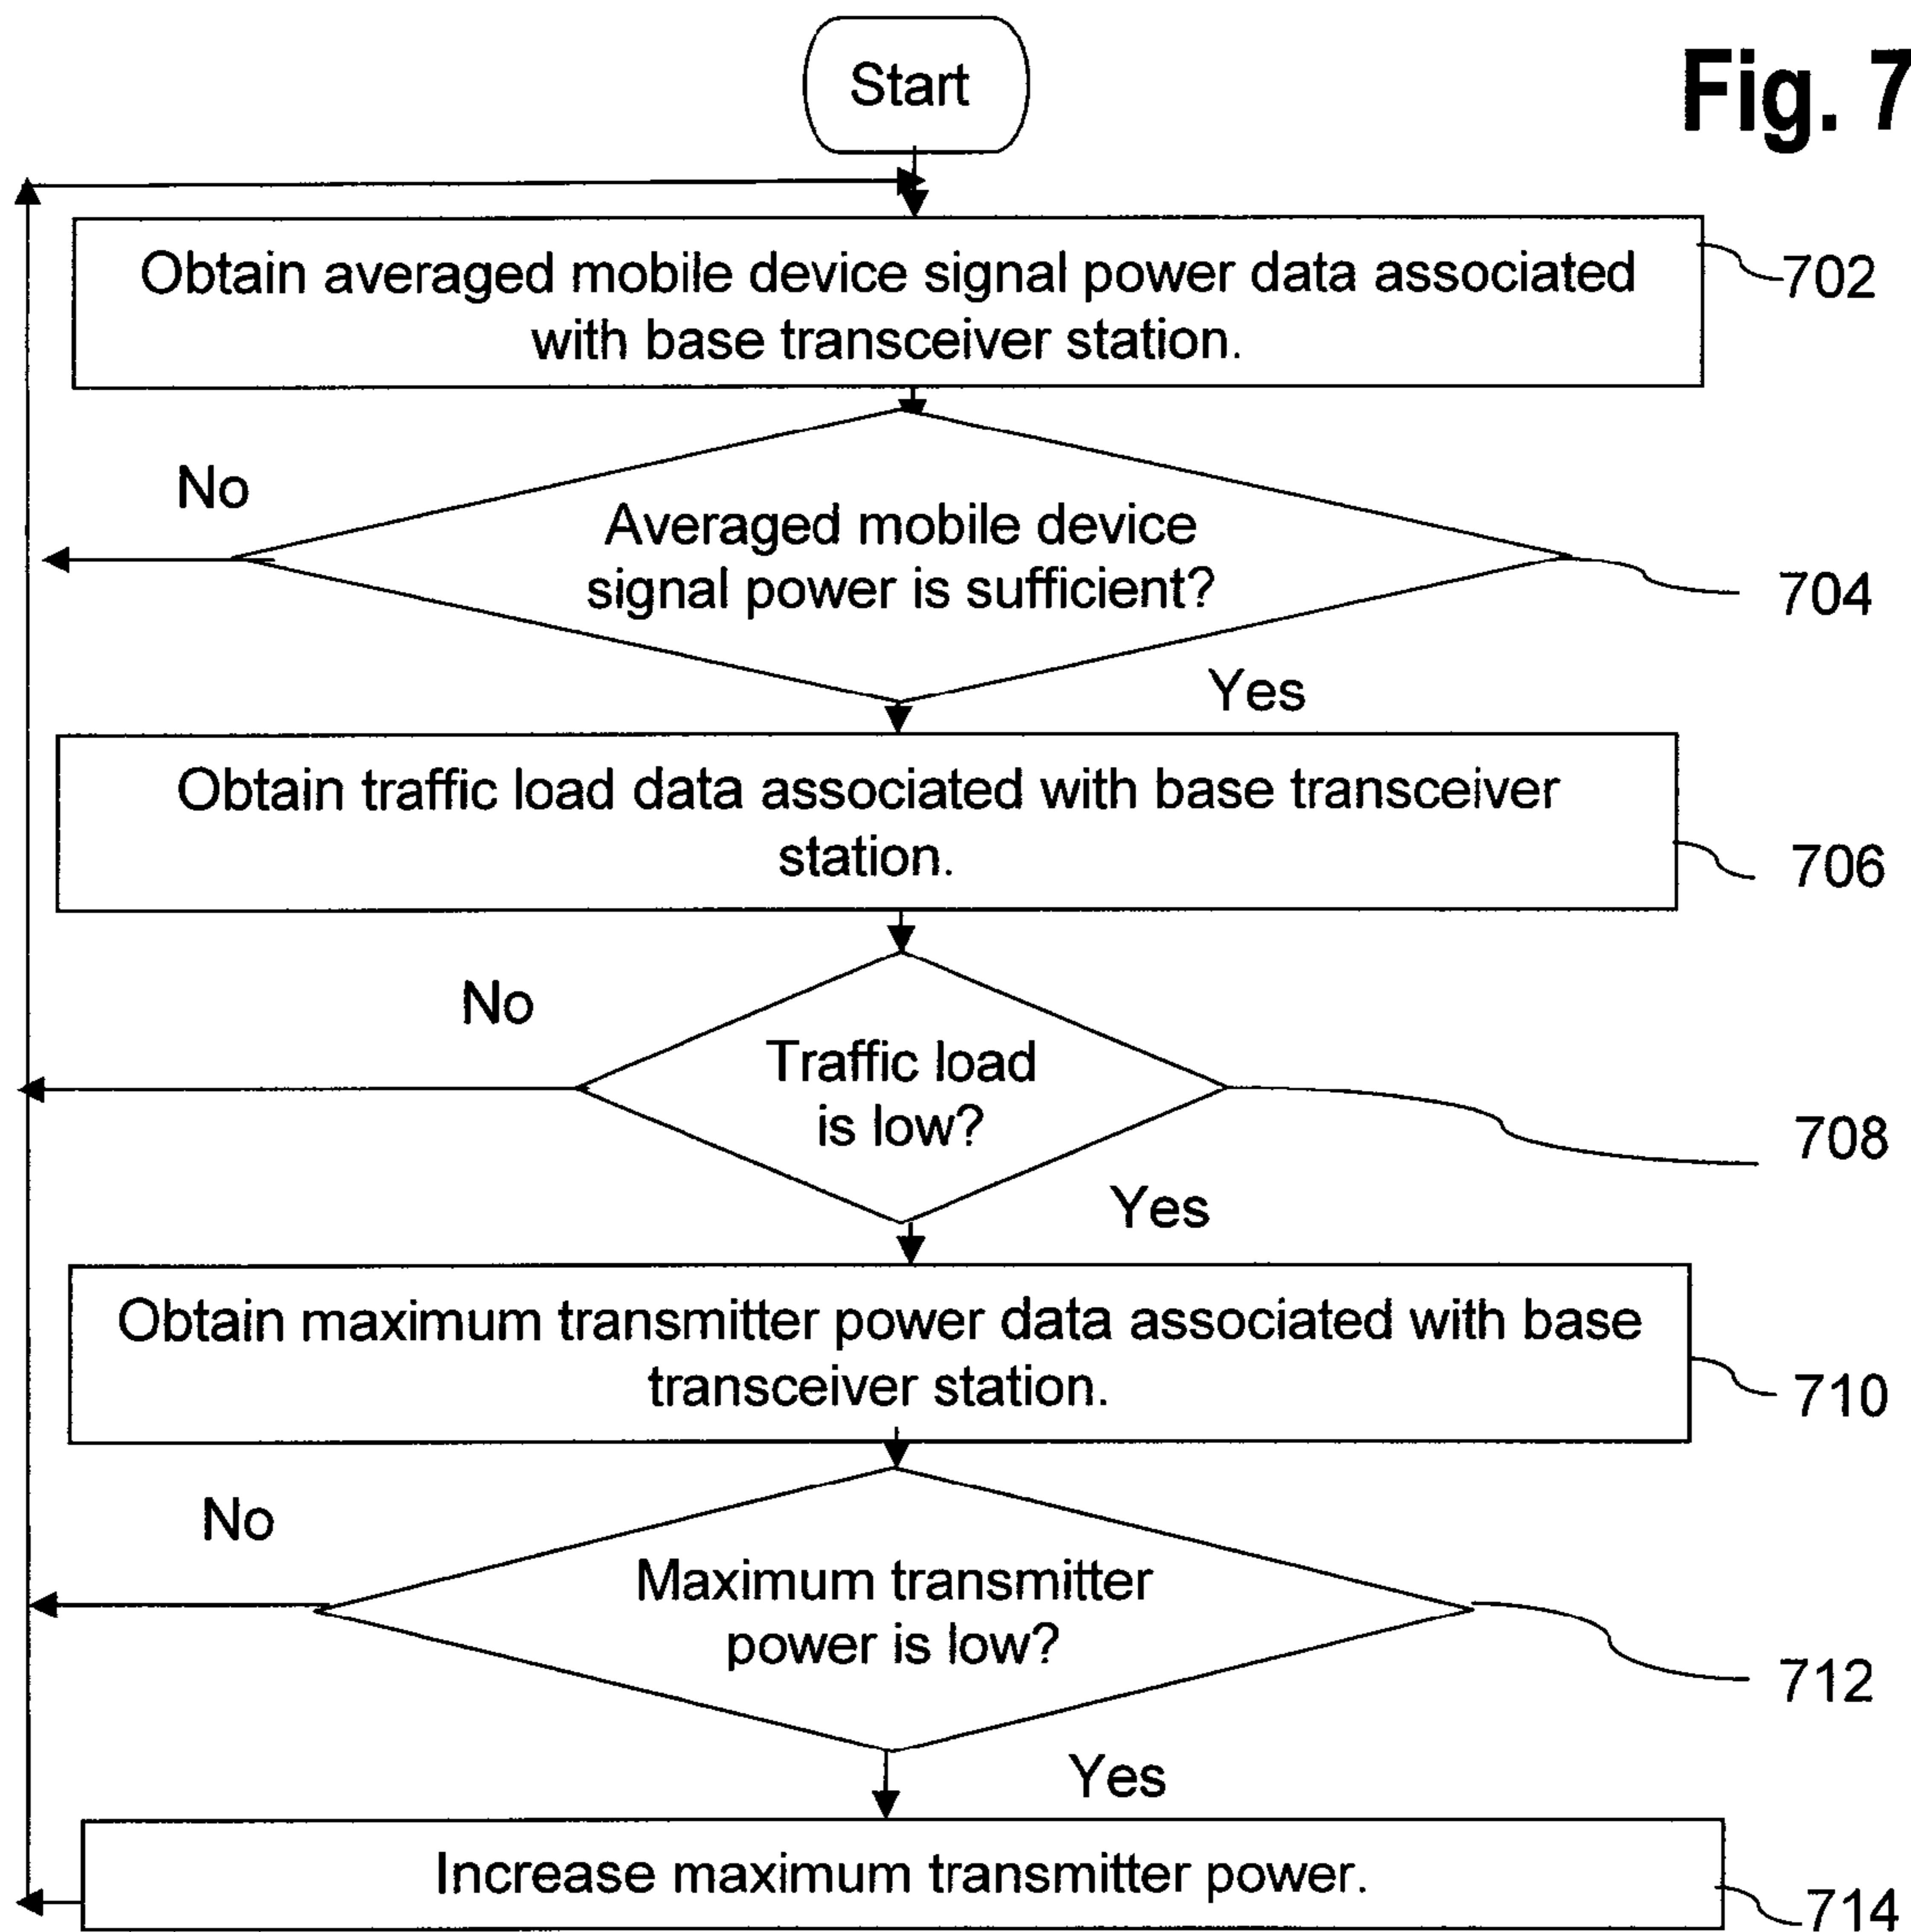 Start
Fig. 7
Obtain averaged mobile device signal power data associated
with base transceiver station.
702
No
Averaged mobile device
signal power is sufficient?
704
Yes
Obtain traffic load data associated with base transceiver
station.
706
No
Traffic load
is low?
708
Yes
Obtain maximum transmitter power data associated with base
transceiver station.
710
No
Maximum transmitter
power is low?
712
Yes
Increase maximum transmitter power.
714